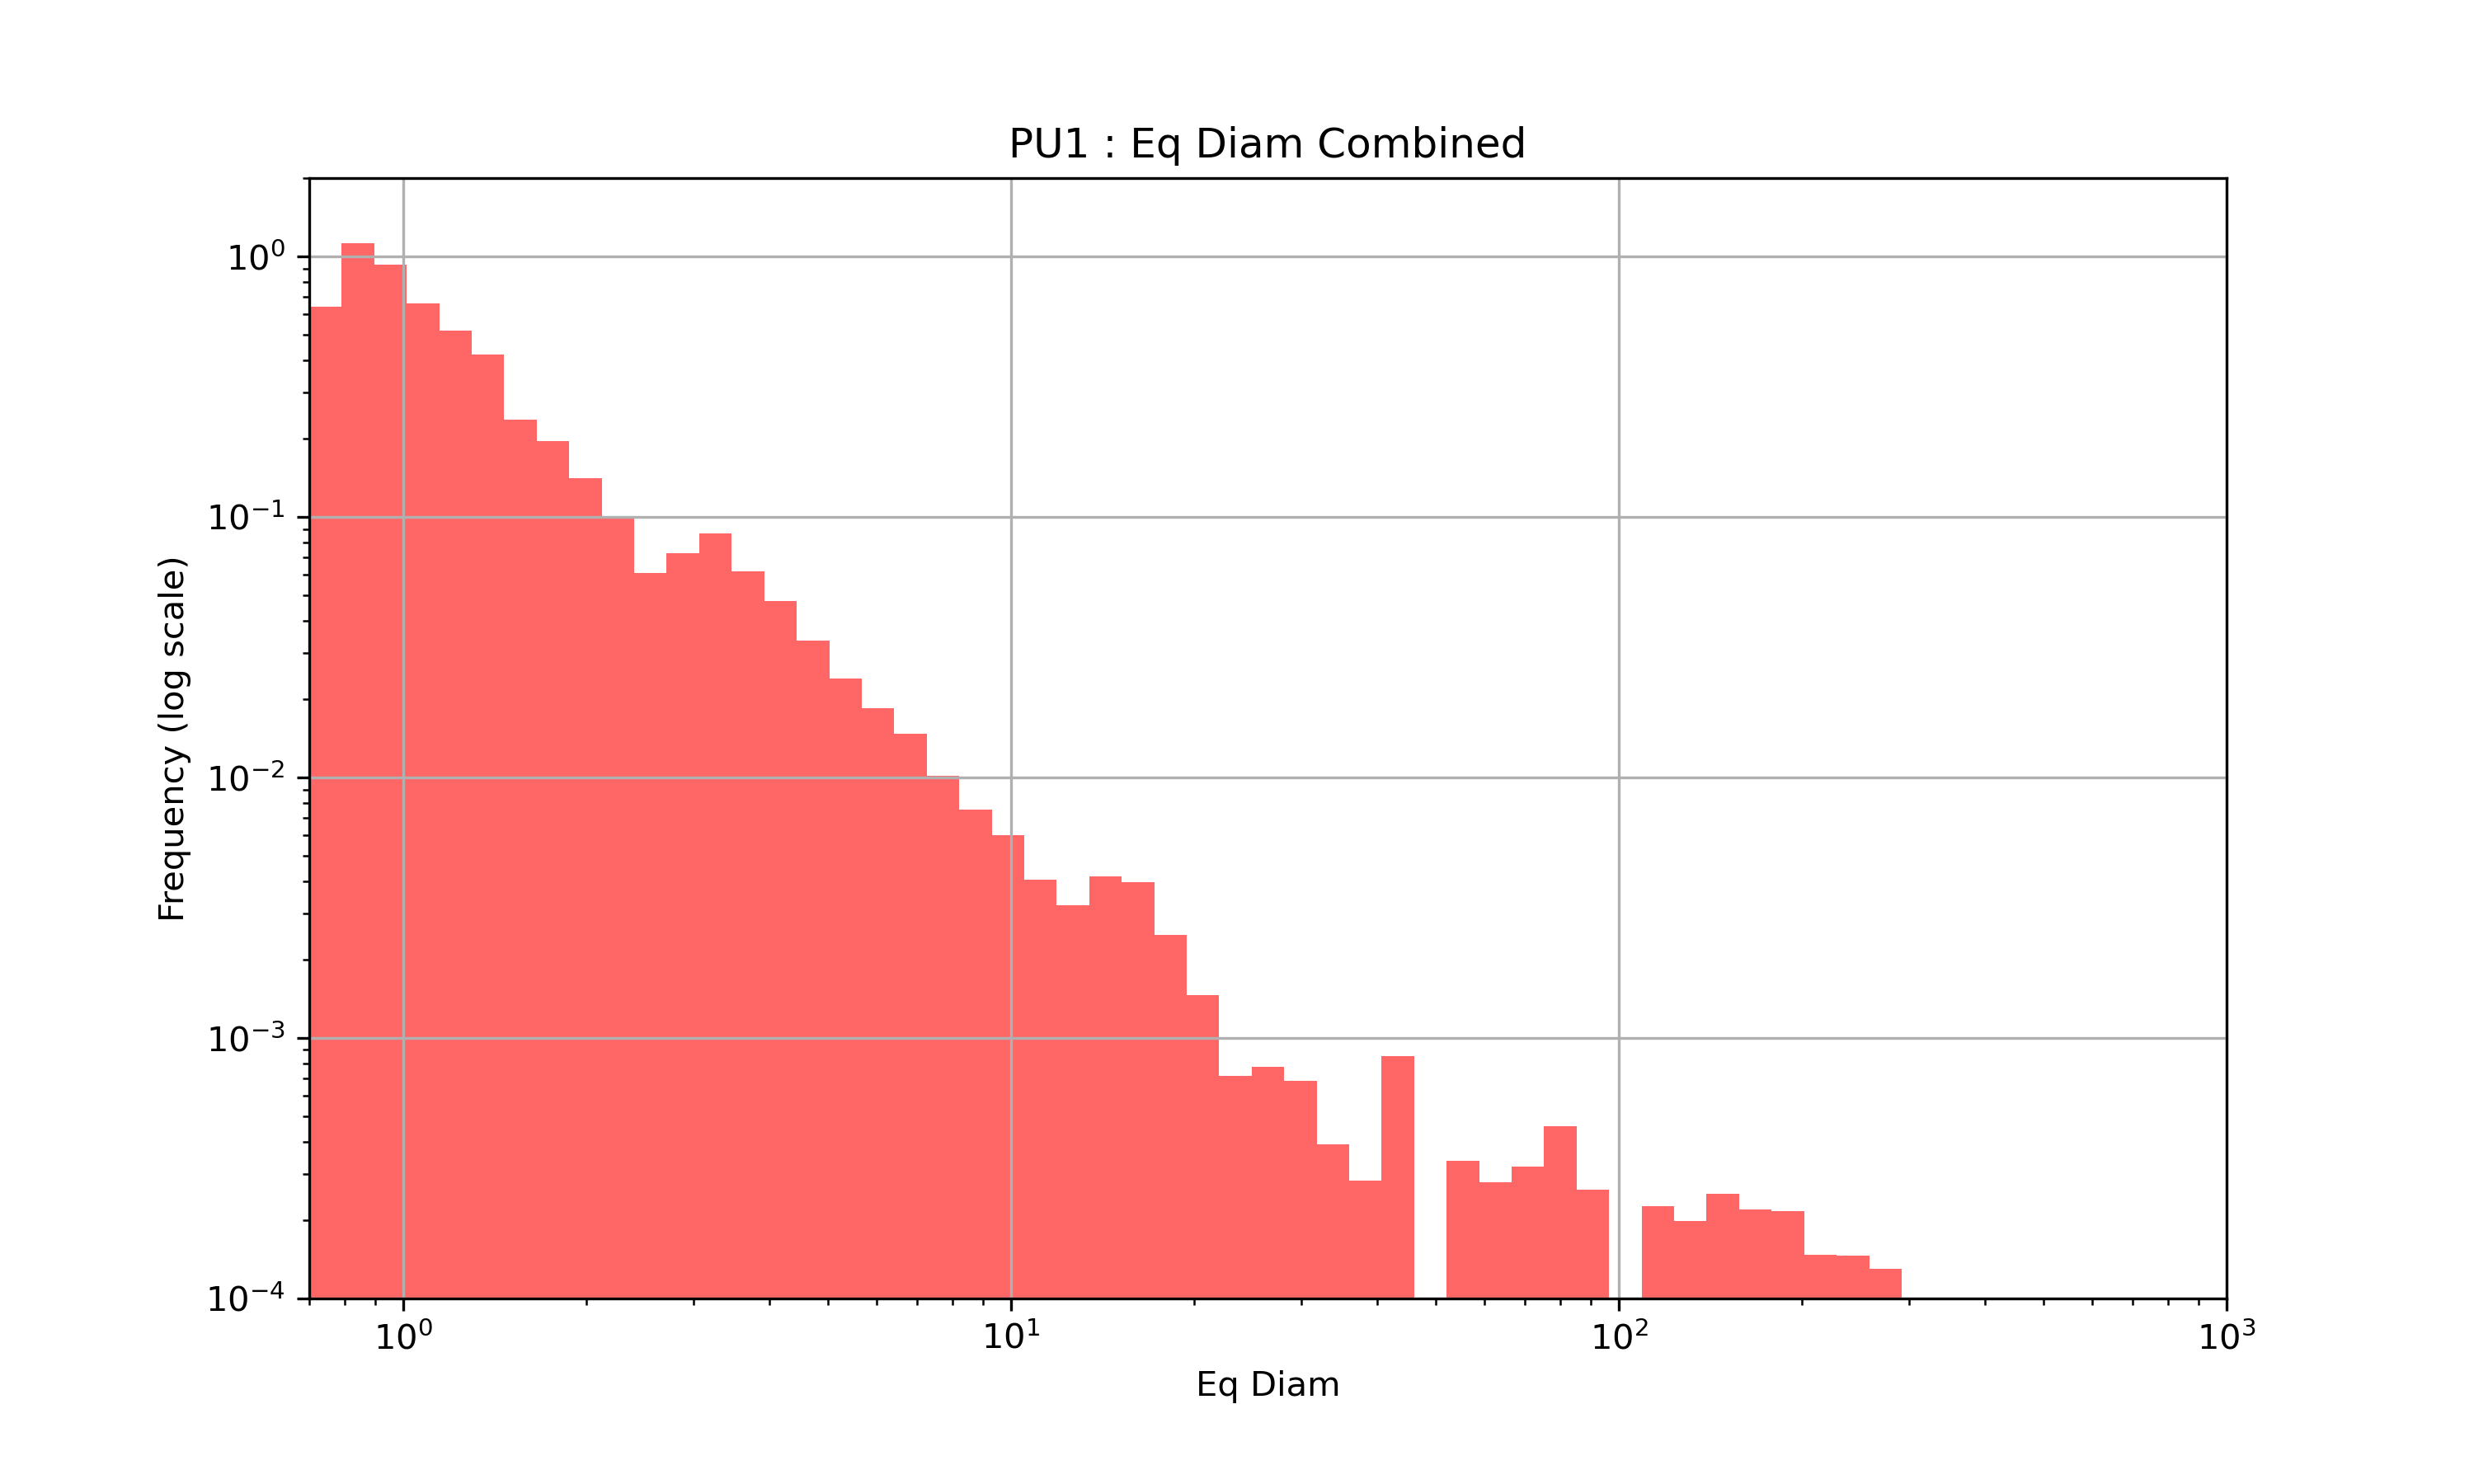 PU1 : Eq Diam Combined
Frequency (log scale)
10⁰
10⁻¹
10⁻²
10⁻³
10⁻⁴
10⁰ 10¹ 10² 10³
Eq Diam